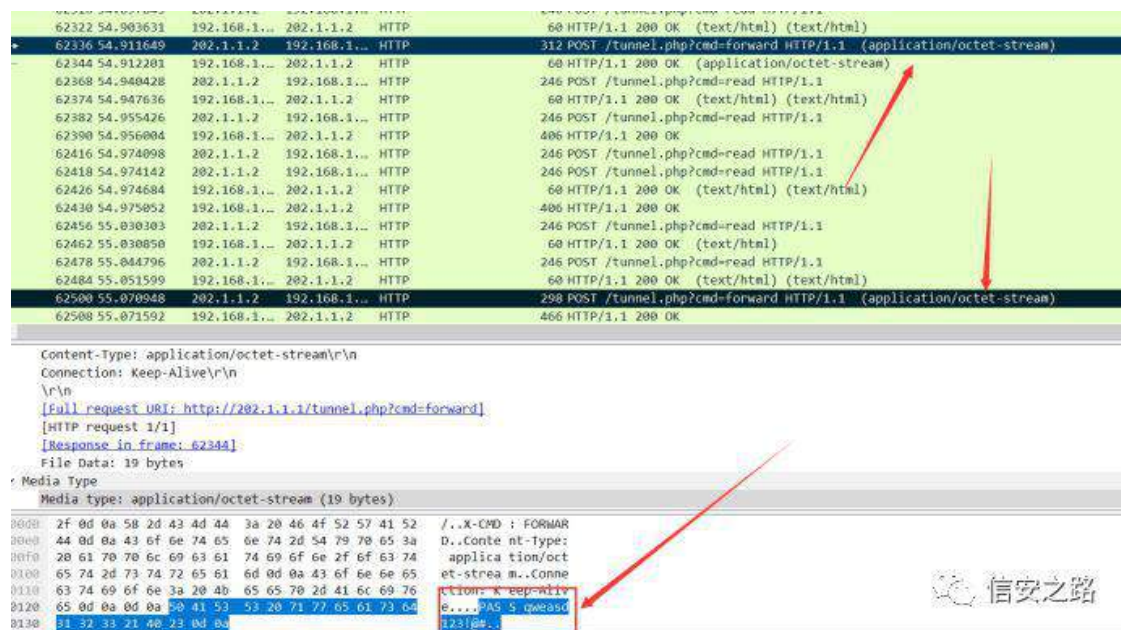 62322 54.903631 192.168.1... 202.1.1.2 HTTP 60 HTTP/1.1 200 OK (text/html)
62336 54.911649 202.1.1.2 192.168.1... HTTP 312 POST /tunnel.php?cmd=forward HTTP/1.1 (application/octet-stream)
62344 54.912201 192.168.1... 202.1.1.2 HTTP 60 HTTP/1.1 200 OK (application/octet-stream)
62368 54.940428 202.1.1.2 192.168.1... HTTP 246 POST /tunnel.php?cmd=read HTTP/1.1
62374 54.947636 192.168.1... 202.1.1.2 HTTP 60 HTTP/1.1 200 OK (text/html) (text/html)
62382 54.955426 202.1.1.2 192.168.1... HTTP 246 POST /tunnel.php?cmd=read HTTP/1.1
62390 54.956004 192.168.1... 202.1.1.2 HTTP 406 HTTP/1.1 200 OK
62416 54.974098 202.1.1.2 192.168.1... HTTP 246 POST /tunnel.php?cmd=read HTTP/1.1
62418 54.974142 202.1.1.2 192.168.1... HTTP 246 POST /tunnel.php?cmd=read HTTP/1.1
62426 54.974684 192.168.1... 202.1.1.2 HTTP 60 HTTP/1.1 200 OK (text/html) (text/html)
62430 54.975052 192.168.1... 202.1.1.2 HTTP 406 HTTP/1.1 200 OK
62456 55.030303 202.1.1.2 192.168.1... HTTP 246 POST /tunnel.php?cmd=read HTTP/1.1
62462 55.030850 192.168.1... 202.1.1.2 HTTP 60 HTTP/1.1 200 OK (text/html)
62478 55.044796 202.1.1.2 192.168.1... HTTP 246 POST /tunnel.php?cmd=read HTTP/1.1
62484 55.051599 192.168.1... 202.1.1.2 HTTP 60 HTTP/1.1 200 OK (text/html) (text/html)
62500 55.070948 202.1.1.2 192.168.1... HTTP 298 POST /tunnel.php?cmd=forward HTTP/1.1 (application/octet-stream)
62508 55.071592 192.168.1... 202.1.1.2 HTTP 466 HTTP/1.1 200 OK
Content-Type: application/octet-stream\r\n
Connection: Keep-Alive\r\n
\r\n
[Full request URI: http://202.1.1.1/tunnel.php?cmd=forward]
[HTTP request 1/1]
[Response in frame: 62344]
File Data: 19 bytes
Media Type
Media type: application/octet-stream (19 bytes)
00d0 2f 0d 0a 58 2d 43 4d 44 3a 20 46 4f 52 57 41 52 /..X-CMD : FORWAR
00e0 44 0d 0a 43 6f 6e 74 65 6e 74 2d 54 79 70 65 3a D..Conte nt-Type:
00f0 20 61 70 70 6c 69 63 61 74 69 6f 6e 2f 6f 63 74 applica tion/oct
0100 65 74 2d 73 74 72 65 61 6d 0d 0a 43 6f 6e 6e 65 et-strea m..Conne
0110 63 74 69 6f 6e 3a 20 4b 65 65 70 2d 41 6c 69 76 ction: K eep-Aliv
0120 65 0d 0a 0d 0a 50 41 53 53 20 71 77 65 61 73 64 e....PAS S qweasd
0130 31 32 33 21 40 23 0d 0a 123!@#..
信安之路